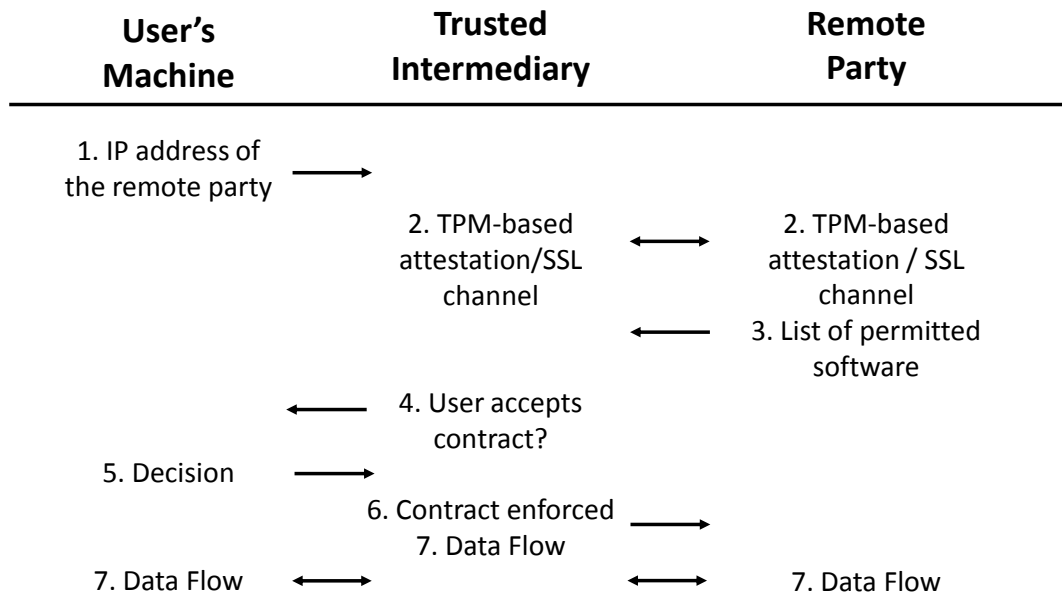 User’s
Machine
Trusted
Intermediary
Remote
Party
1. IP address of
the remote party
2. TPM-based
attestation/SSL
channel
2. TPM-based
attestation / SSL
channel
3. List of permitted
software
4. User accepts
contract?
5. Decision
6. Contract enforced
7. Data Flow
7. Data Flow
7. Data Flow